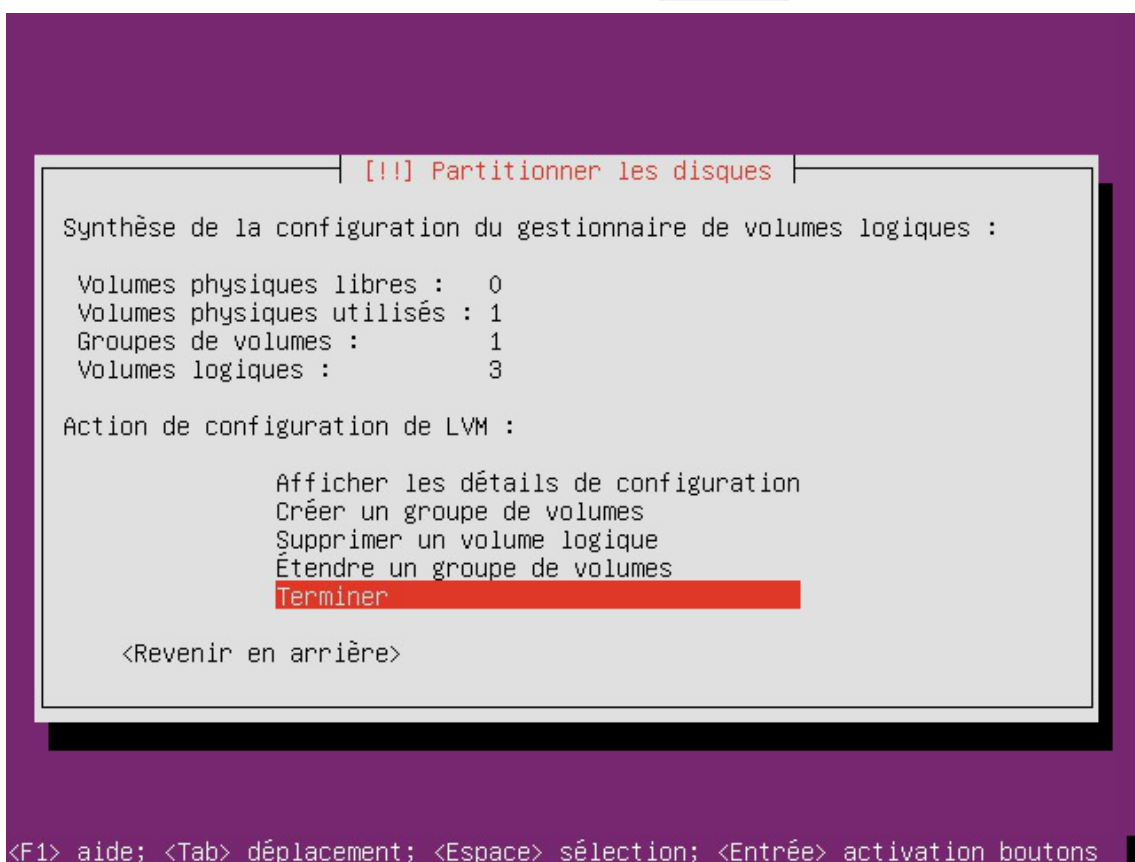 [!!] Partitionner les disques
Synthèse de la configuration du gestionnaire de volumes logiques :
Volumes physiques libres : 0
Volumes physiques utilisés : 1
Groupes de volumes : 1
Volumes logiques : 3
Action de configuration de LVM :
Afficher les détails de configuration
Créer un groupe de volumes
Supprimer un volume logique
Étendre un groupe de volumes
Terminer
<Revenir en arrière>
<F1> aide; <Tab> déplacement; <Espace> sélection; <Entrée> activation boutons